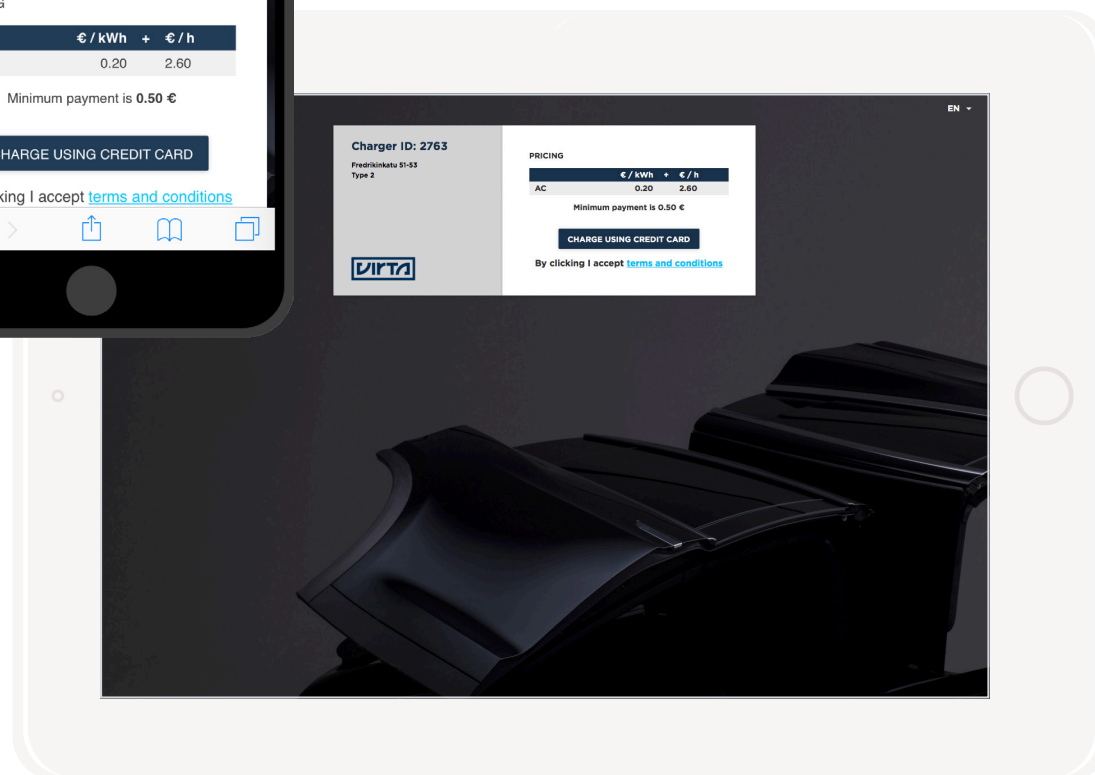 € / kWh + € / h
0.20 2.60
Minimum payment is 0.50 €
HARGE USING CREDIT CARD
king I accept terms and conditions
EN
Charger ID: 2763
Fredrikinkatu 51-53
Type 2
VIRTA
PRICING
€ / kWh + € / h
AC 0.20 2.60
Minimum payment is 0.50 €
CHARGE USING CREDIT CARD
By clicking I accept terms and conditions